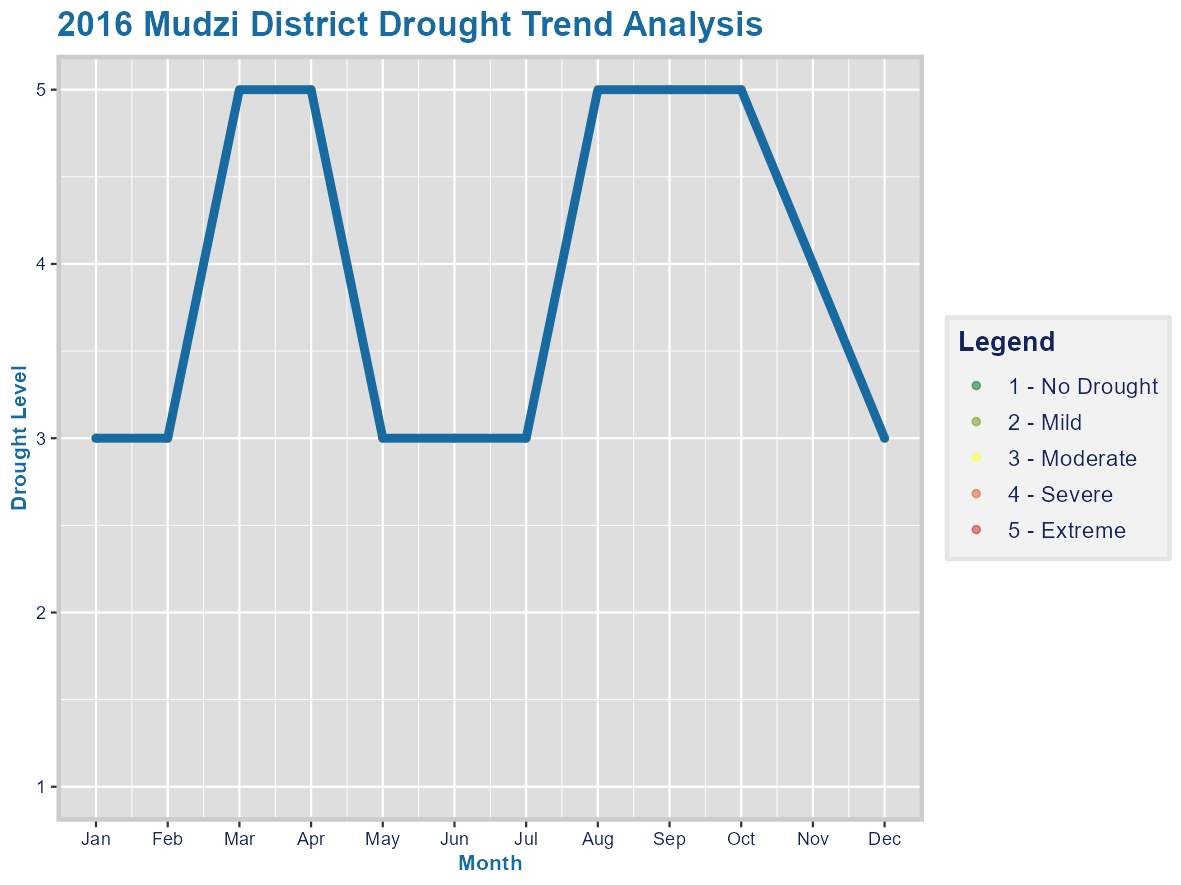 2016 Mudzi District Drought Trend Analysis
Drought Level
5
4
3
2
1
Jan Feb Mar Apr May Jun Jul Aug Sep Oct Nov Dec
Month
Legend
1 - No Drought
2 - Mild
3 - Moderate
4 - Severe
5 - Extreme